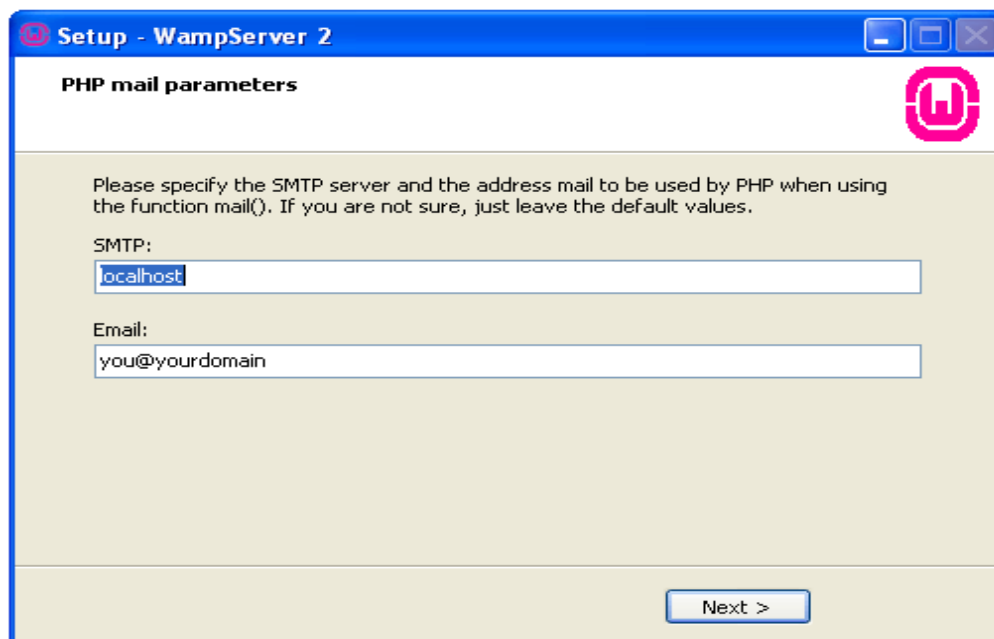 Setup - WampServer 2
PHP mail parameters
Please specify the SMTP server and the address mail to be used by PHP when using
the function mail(). If you are not sure, just leave the default values.
SMTP:
localhost
Email:
you@yourdomain
Next >